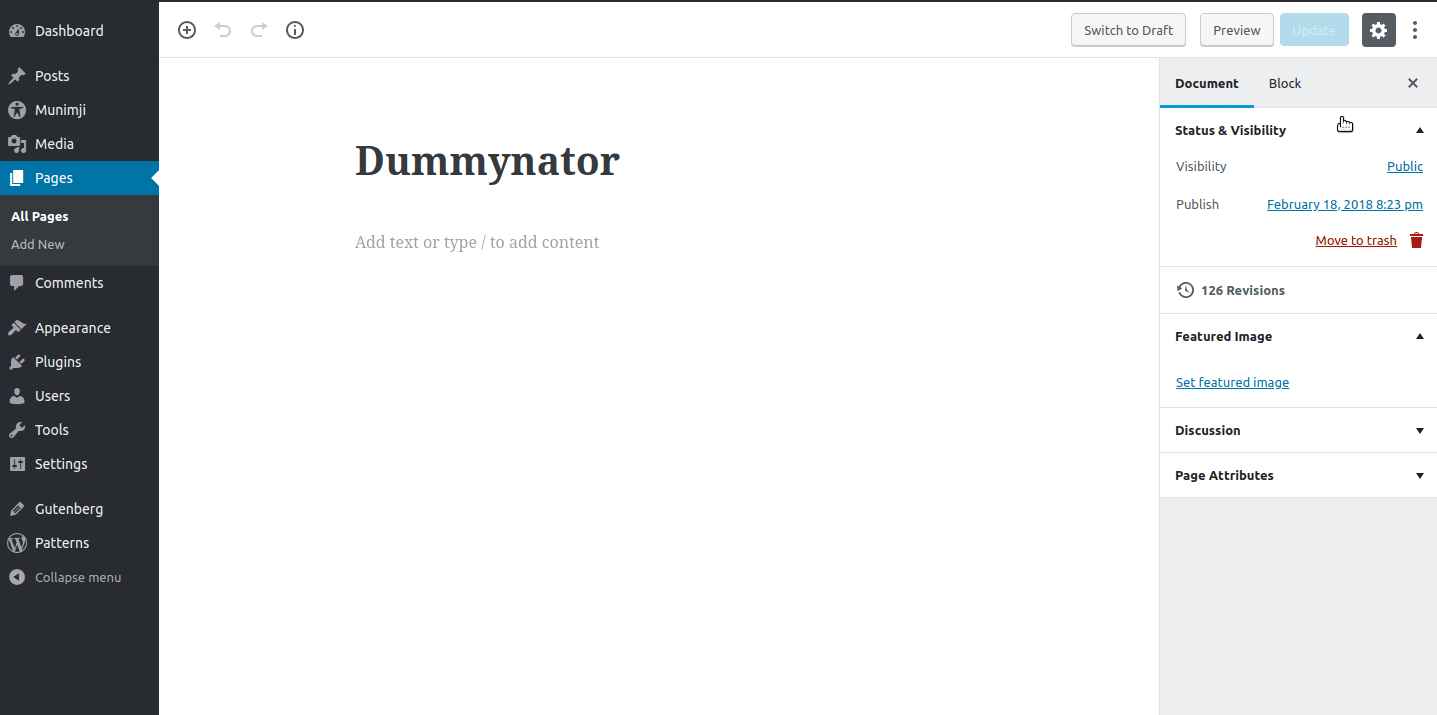 Dashboard
Posts
Munimji
Media
Pages
All Pages
Add New
Comments
Appearance
Plugins
Users
Tools
Settings
Gutenberg
Patterns
Collapse menu
Switch to Draft
Preview
Update
Dummynator
Add text or type / to add content
Document Block
Status & Visibility
Visibility Public
Publish February 18, 2018 8:23 pm
Move to trash
126 Revisions
Featured Image
Set featured image
Discussion
Page Attributes